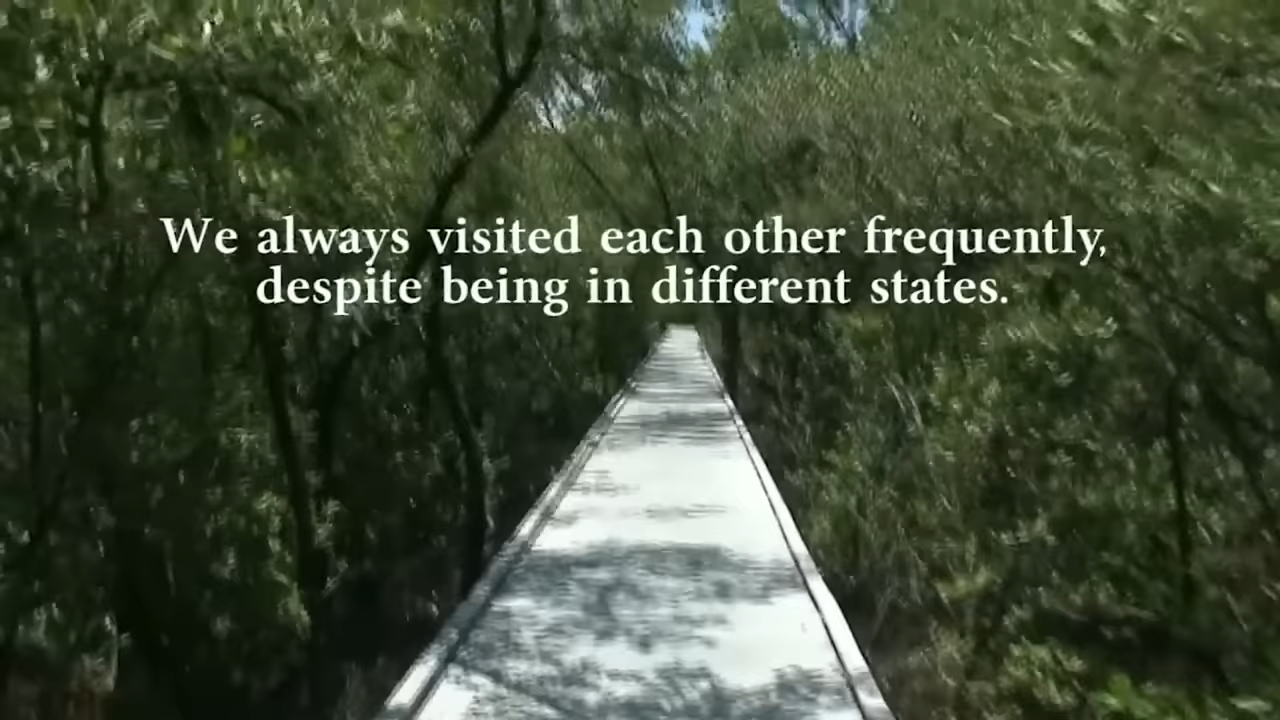 We always visited each other frequently,
despite being in different states.